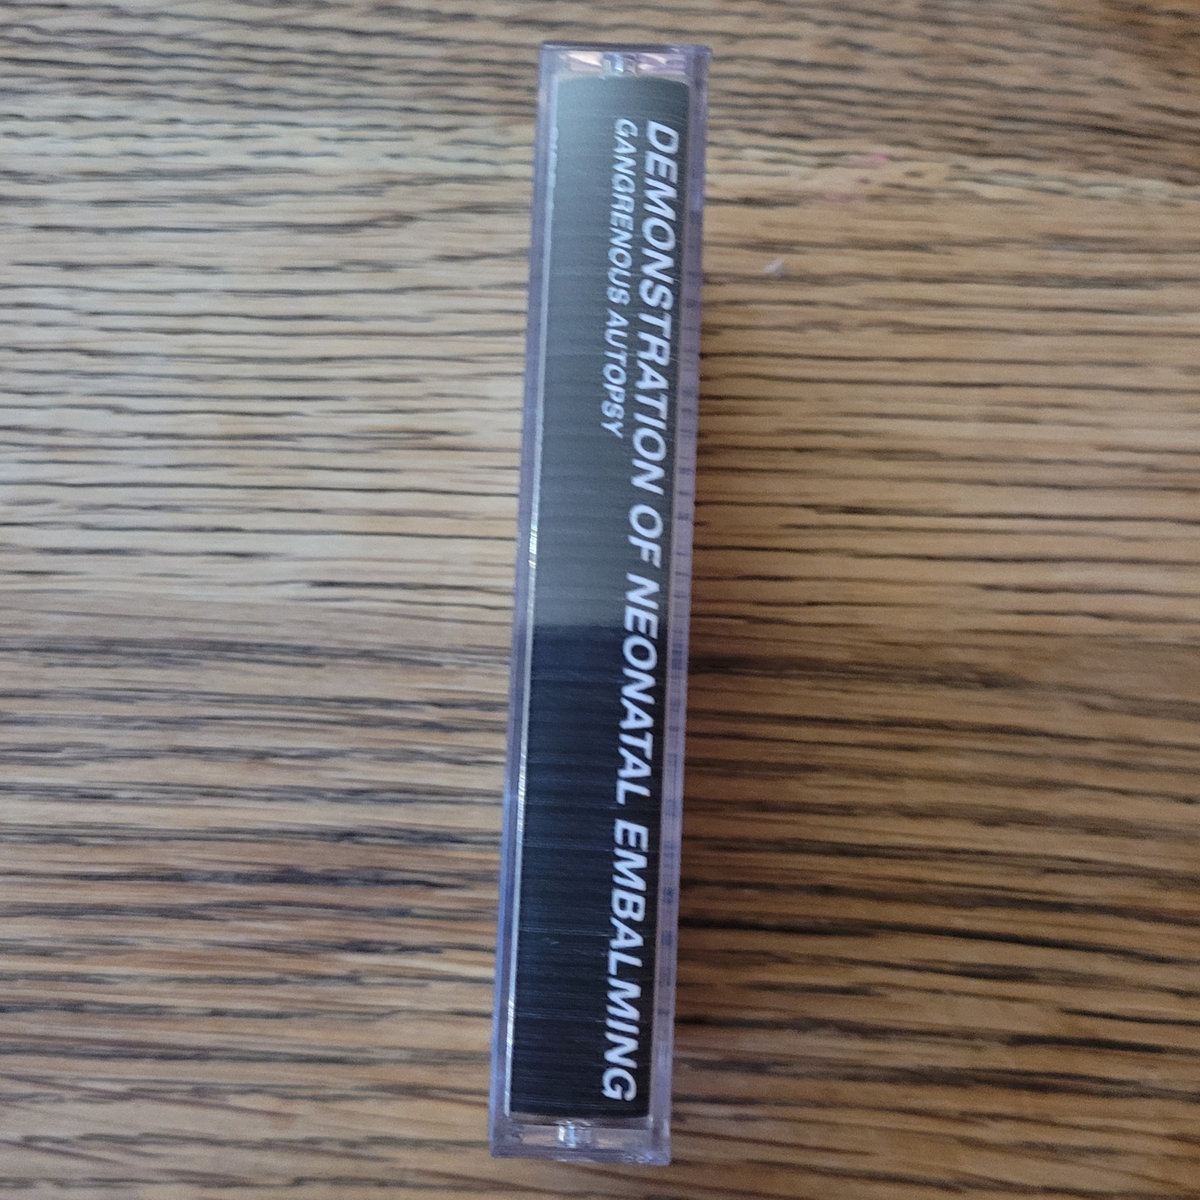 DEMONSTRATION OF NEONATAL EMBALMING
GANGRENOUS AUTOPSY